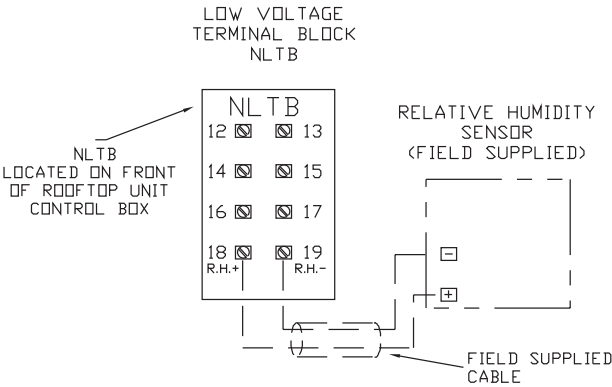 LOW VOLTAGE
TERMINAL BLOCK
NLTB
NLTB
12 13
14 15
16 17
18 19
R.H.+ R.H.-
NLTB
LOCATED ON FRONT
OF ROOFTOP UNIT
CONTROL BOX
RELATIVE HUMIDITY
SENSOR
(FIELD SUPPLIED)
-
+
FIELD SUPPLIED
CABLE